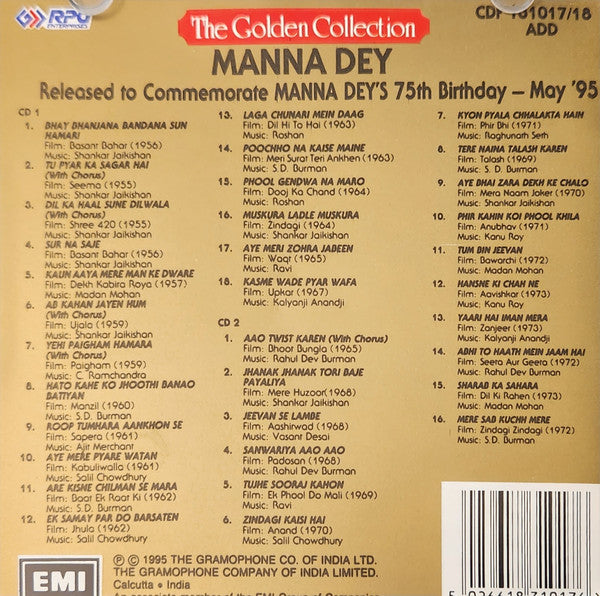 RPG
ENTERPRISES
The Golden Collection
CDF 101017/18
ADD
MANNA DEY
Released to Commemorate MANNA DEY'S 75th Birthday – May '95
CD 1
1. BHAY BHANJANA BANDANA SUN
HAMARI
Film: Basant Bahar (1956)
Music: Shankar Jaikishan
2. TU PYAR KA SAGAR HAI
(With Chorus)
Film: Seema (1955)
Music: Shankar Jaikishan
3. DIL KA HAAL SUNE DILWALA
(With Chorus)
Film: Shree 420 (1955)
Music: Shankar Jaikishan
4. SUR NA SAJE
Film: Basant Bahar (1956)
Music: Shankar Jaikishan
5. KAUN AAYA MERE MAN KE DWARE
Film: Dekh Kabira Roya (1957)
Music: Madan Mohan
6. AB KAHAN JAYEN HUM
(With Chorus)
Film: Ujala (1959)
Music: Shankar Jaikishan
7. YEHI PAIGHAM HAMARA
(With Chorus)
Film: Paigham (1959)
Music: C. Ramchandra
8. HATO KAHE KO JHOOTHI BANAO
BATIYAN
Film: Manzil (1960)
Music: S.D. Burman
9. ROOP TUMHARA AANKHON SE
Film: Sapera (1961)
Music: Ajit Merchant
10. AYE MERE PYARE WATAN
Film: Kabuliwalla (1961)
Music: Salil Chowdhury
11. ARE KISNE CHILMAN SE MARA
Film: Baat Ek Raat Ki (1962)
Music: S.D. Burman
12. EK SAMAY PAR DO BARSATEN
Film: Jhula (1962)
Music: Salil Chowdhury
13. LAGA CHUNARI MEIN DAAG
Film: Dil Hi To Hai (1963)
Music: Roshan
14. POOCHHO NA KAISE MAINE
Film: Meri Surat Teri Ankhen (1963)
Music: S.D. Burman
15. PHOOL GENDWA NA MARO
Film: Dooj Ka Chand (1964)
Music: Roshan
16. MUSKURA LADLE MUSKURA
Film: Zindagi (1964)
Music: Shankar Jaikishan
17. AYE MERI ZOHRA JABEEN
Film: Waqt (1965)
Music: Ravi
18. KASME WADE PYAR WAFA
Film: Upkar (1967)
Music: Kalyanji Anandji
CD 2
1. AAO TWIST KAREN (With Chorus)
Film: Bhoot Bungla (1965)
Music: Rahul Dev Burman
2. JHANAK JHANAK TORI BAJE
PAYALIYA
Film: Mere Huzoor(1968)
Music: Shankar Jaikishan
3. JEEVAN SE LAMBE
Film: Aashirwad (1968)
Music: Vasant Desai
4. SANWARIYA AAO AAO
Film: Padosan (1968)
Music: Rahul Dev Burman
5. TUJHE SOORAJ KAHON
Film: Ek Phool Do Mali (1969)
Music: Ravi
6. ZINDAGI KAISI HAI
Film: Anand (1970)
Music: Salil Chowdhury
7. KYON PYALA CHHALAKTA HAIN
Film: Phir Bhi (1971)
Music: Raghunath Seth
8. TERE NAINA TALASH KAREN
Film: Talash (1969)
Music: S. D. Burman
9. AYE BHAI ZARA DEKH KE CHALO
Film: Mera Naam Joker (1970)
Music: Shankar Jaikishan
10. PHIR KAHIN KOI PHOOL KHILA
Film: Anubhav (1971)
Music: Kanu Roy
11. TUM BIN JEEVAN
Film: Bawarchi (1972)
Music: Madan Mohan
12. HANSNE KI CHAH NE
Film: Aavishkar (1973)
Music: Kanu Roy
13. YAARI HAI IMAN MERA
Film: Zanjeer (1973)
Music: Kalyanji Anandji
14. ABHI TO HAATH MEIN JAAM HAI
Film: Seeta Aur Geeta (1972)
Music: Rahul Dev Burman
15. SHARAB KA SAHARA
Film: Dil Ki Rahen (1973)
Music: Madan Mohan
16. MERE SAB KUCHH MERE
Film: Zindagi Zindagi (1972)
Music: S.D. Burman
EMI
Ⓟ © 1995 THE GRAMOPHONE CO. OF INDIA LTD.
THE GRAMOPHONE COMPANY OF INDIA LIMITED.
Calcutta • India
An associate member of the EMI Group of Companies